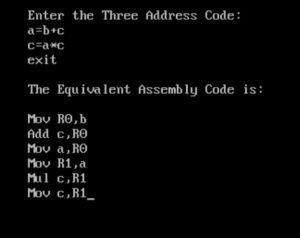 Enter the Three Address Code:
a=b+c
c=a*c
exit
The Equivalent Assembly Code is:
Mov R0,b
Add c,R0
Mov a,R0
Mov R1,a
Mul c,R1
Mov c,R1_